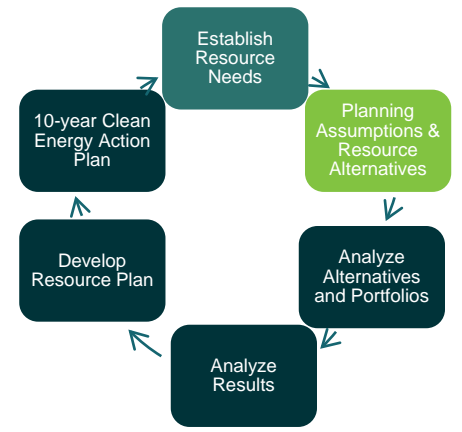 Establish
Resource
Needs
Planning
Assumptions &
Resource
Alternatives
Analyze
Alternatives
and Portfolios
Analyze
Results
Develop
Resource Plan
10-year Clean
Energy Action
Plan